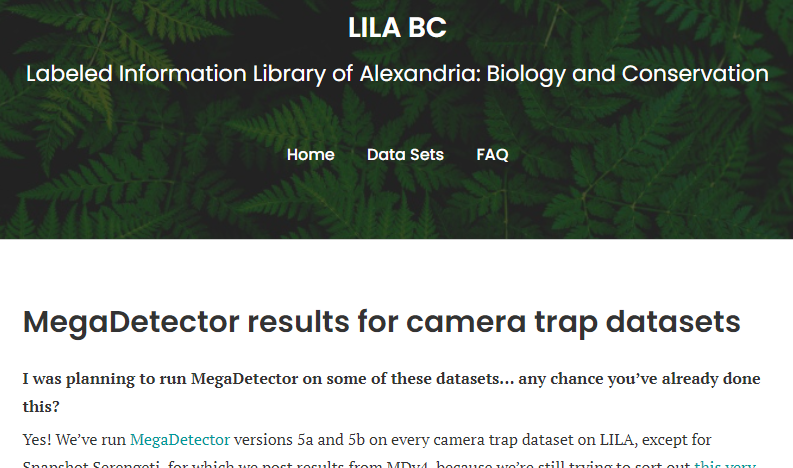 LILA BC
Labeled Information Library of Alexandria: Biology and Conservation
Home Data Sets FAQ
MegaDetector results for camera trap datasets
I was planning to run MegaDetector on some of these datasets… any chance you’ve already done
this?
Yes! We’ve run MegaDetector versions 5a and 5b on every camera trap dataset on LILA, except for
Snapshot Serengeti, for which we post results from MDv4, because we’re still trying to sort out this very